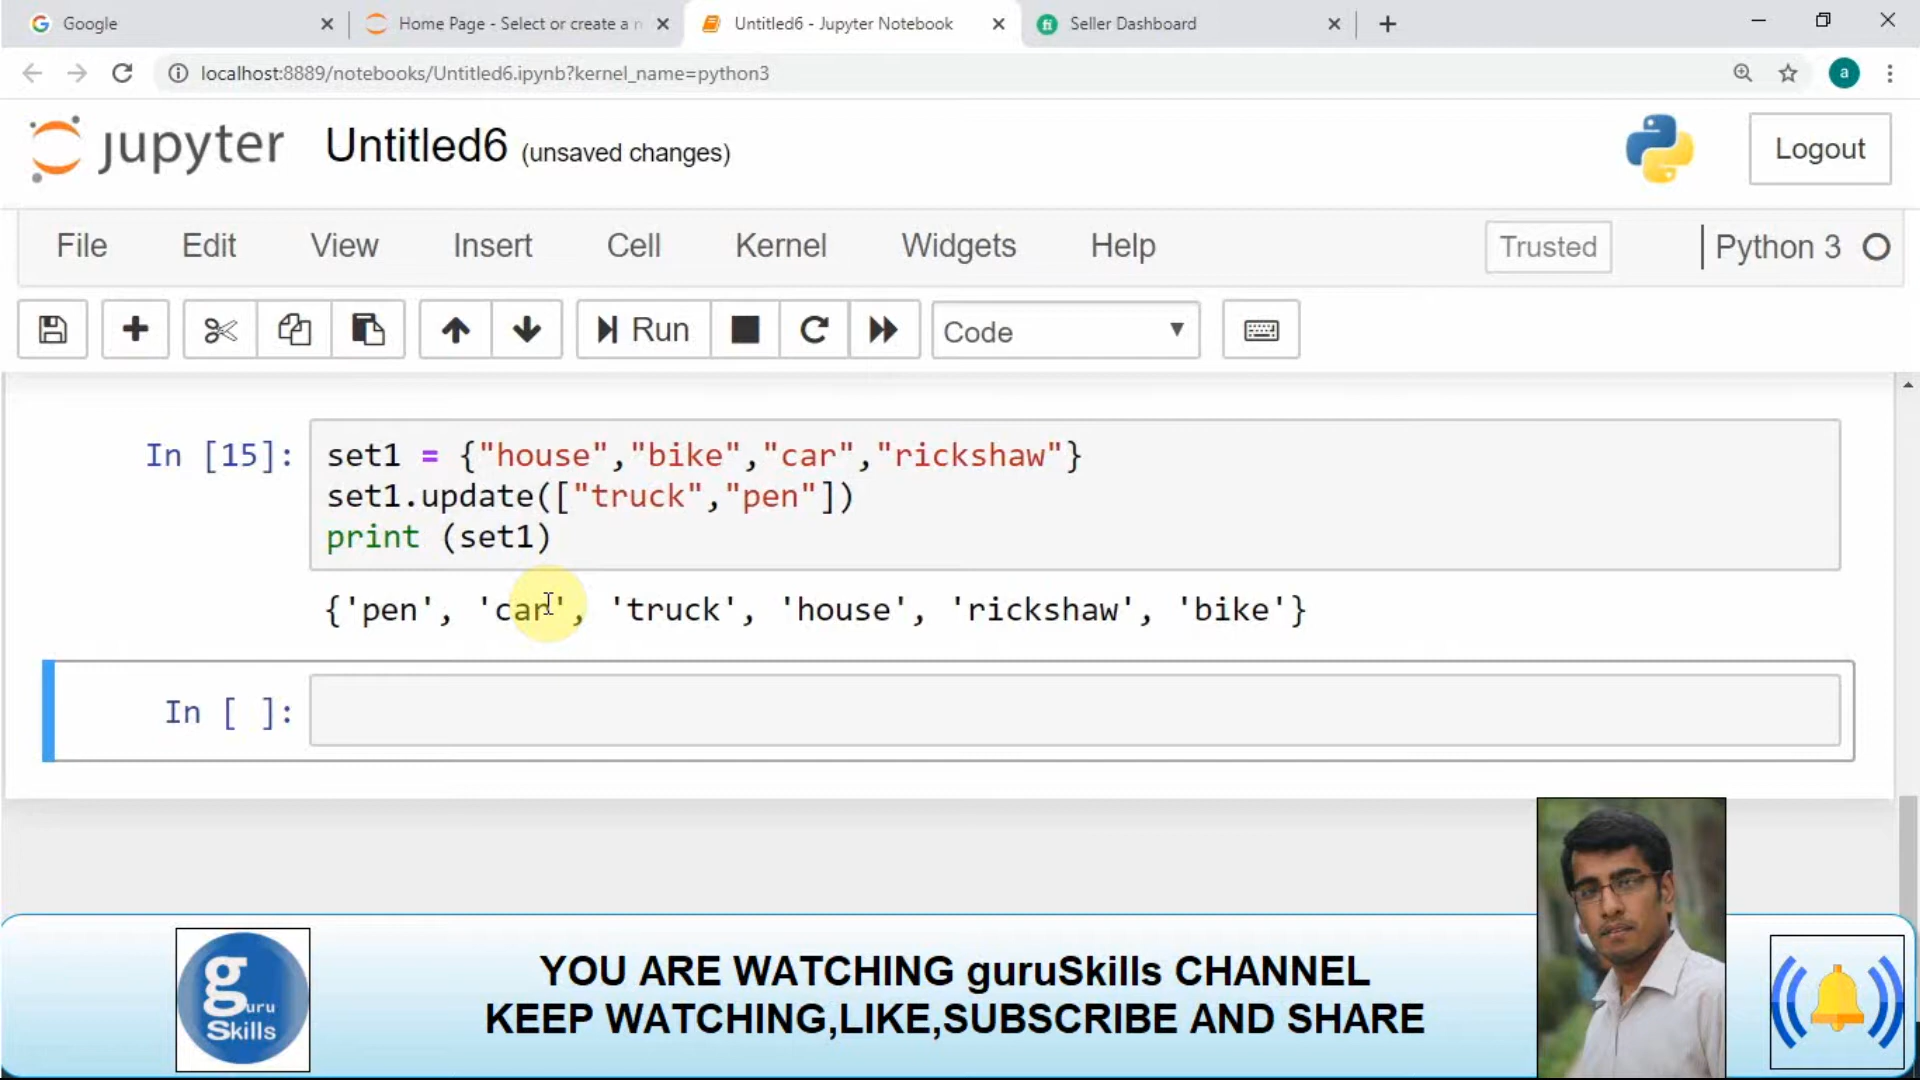 Google
Home Page - Select or create a n
Untitled6 - Jupyter Notebook
Seller Dashboard
localhost:8889/notebooks/Untitled6.ipynb?kernel_name=python3
a
jupyter
Untitled6 (unsaved changes)
Logout
File Edit View Insert Cell Kernel Widgets Help
Trusted
Python 3
Run
Code
In [15]:
set1 = {"house","bike","car","rickshaw"}
set1.update(["truck","pen"])
print (set1)
{'pen', 'car', 'truck', 'house', 'rickshaw', 'bike'}
In [ ]:
guru
Skills
YOU ARE WATCHING guruSkills CHANNEL
KEEP WATCHING,LIKE,SUBSCRIBE AND SHARE